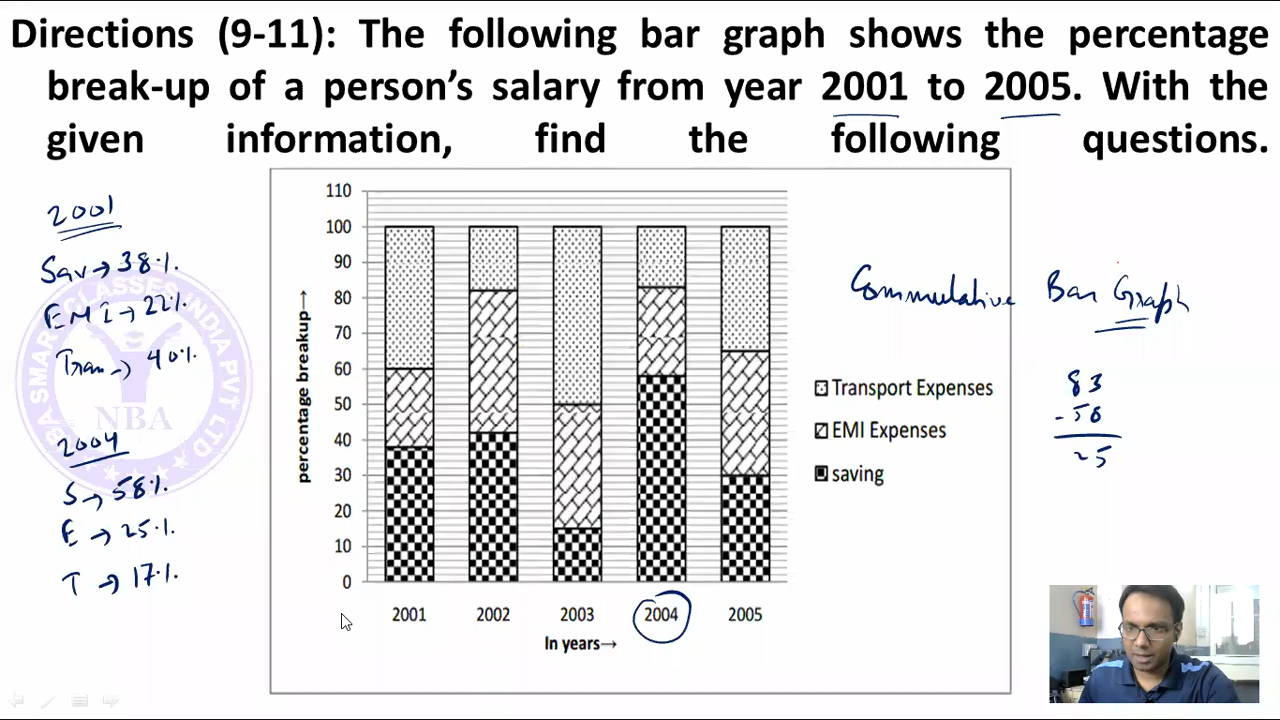 Directions (9-11): The following bar graph shows the percentage
break-up of a person's salary from year 2001 to 2005. With the
given information, find the following questions.
2001
Sav → 38%.
EMI → 22%.
Tran → 40%.
2004
S → 58%.
E → 25%.
T → 17%.
NBA
percentage breakup→
110
100
90
80
70
60
50
40
30
20
10
0
2001 2002 2003 2004 2005
In years→
Transport Expenses
EMI Expenses
saving
Commulative Bar Graph
83
-58
25